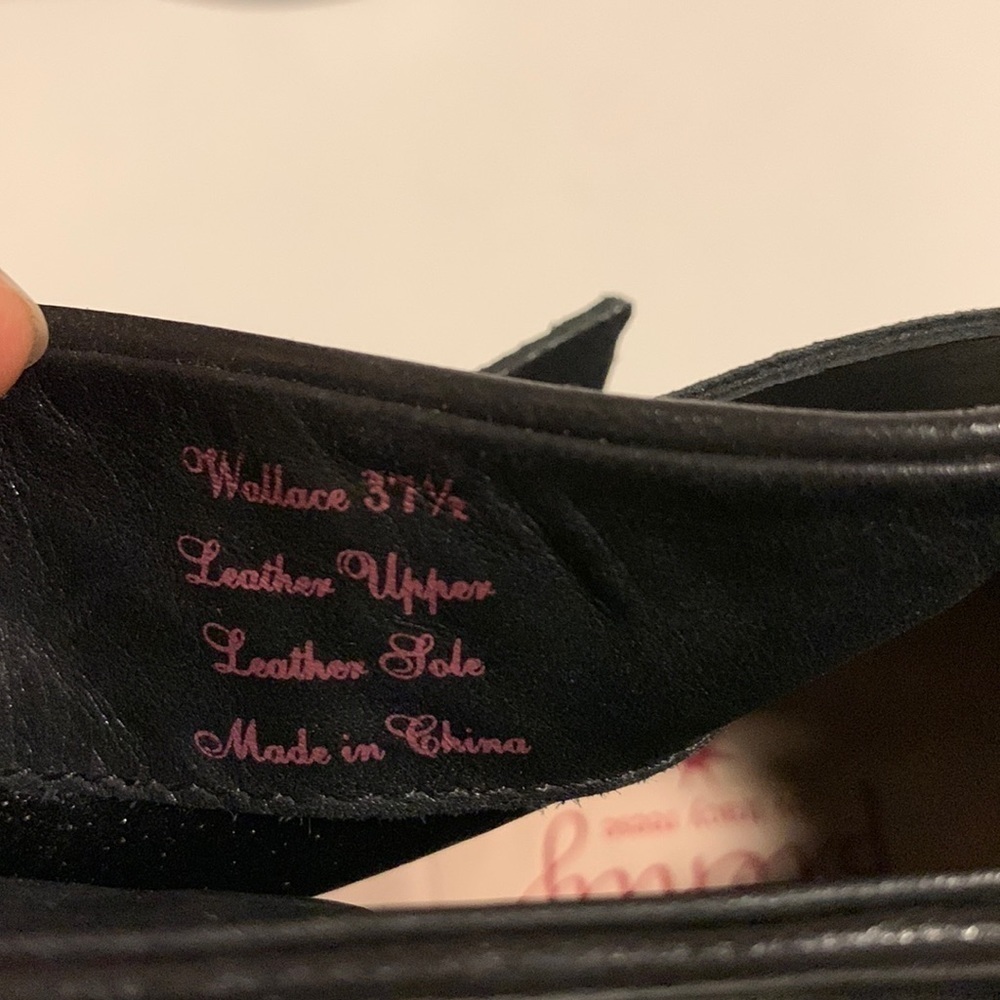 Wallace 37½
Leather Upper
Leather Sole
Made in China